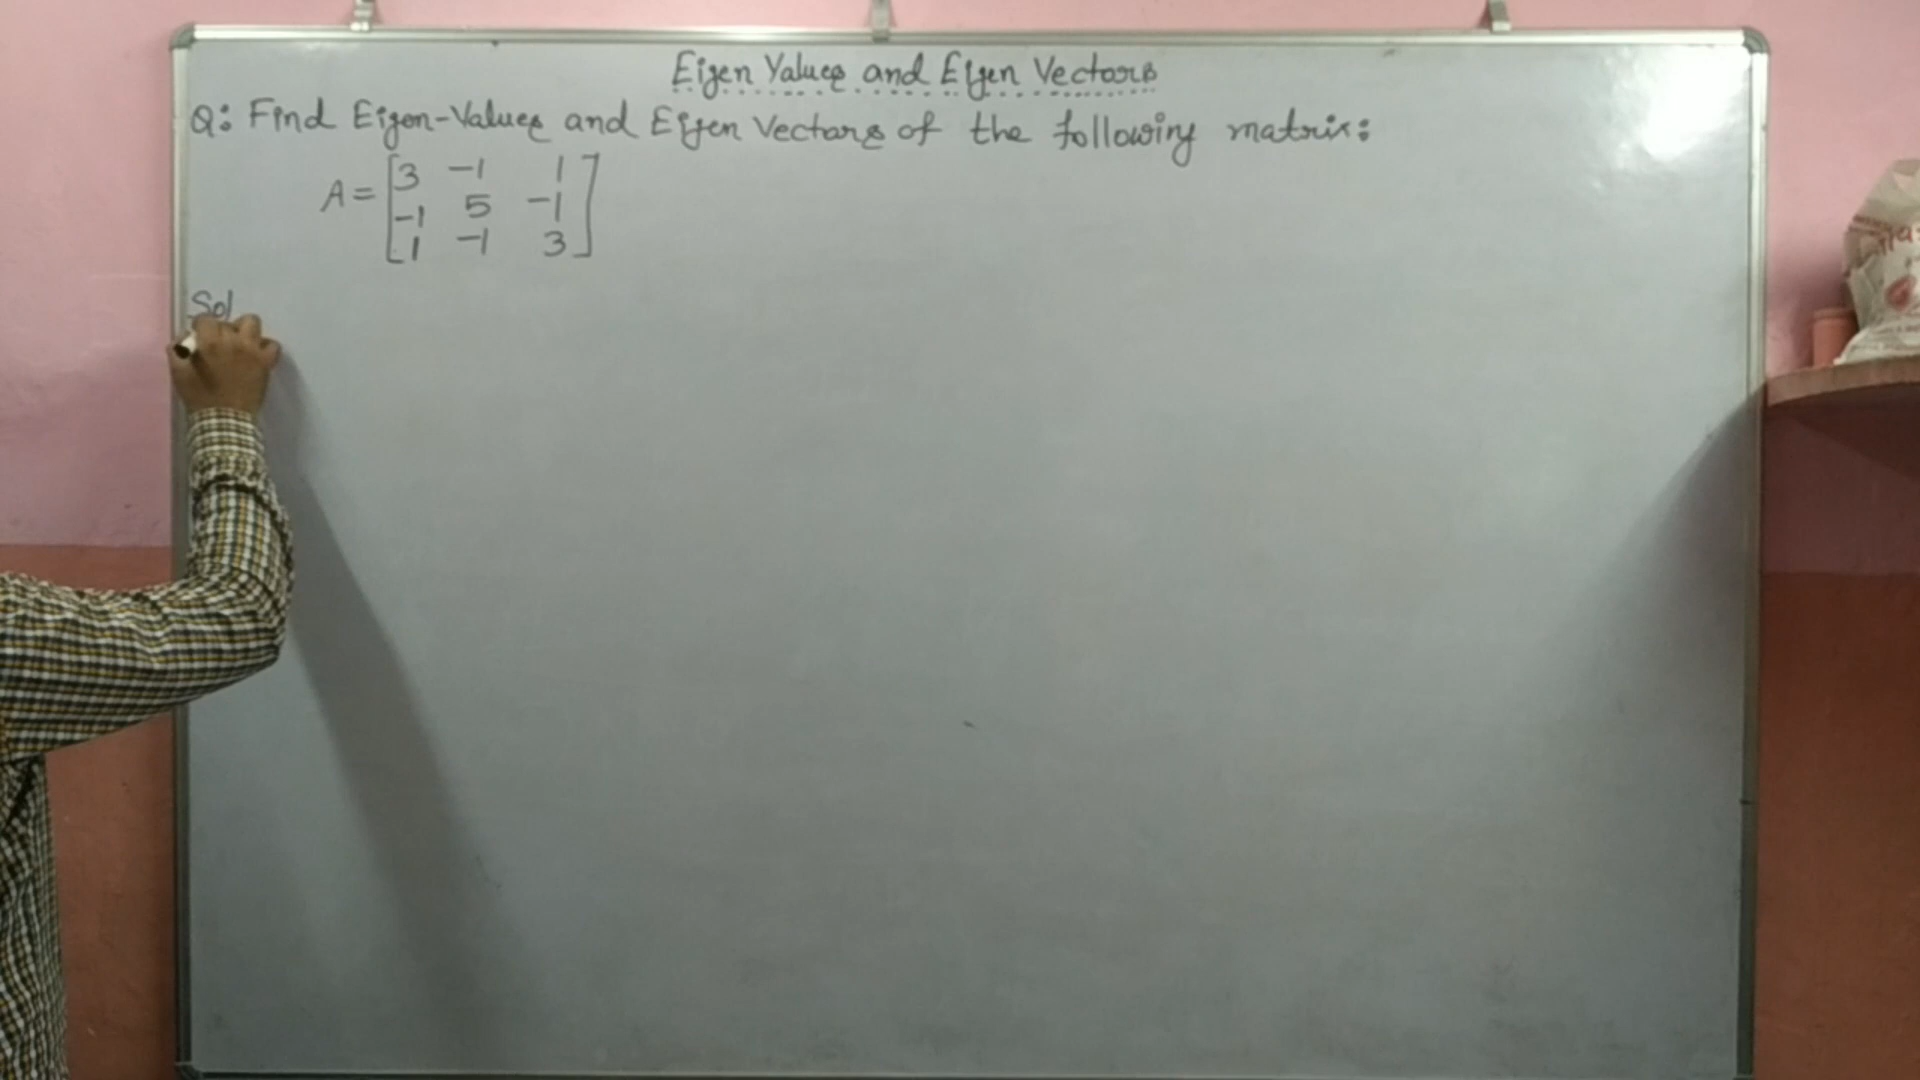 Eigen Values and Eigen Vectors
Q: Find Eigen-Values and Eigen Vectors of the following matrix:
A = [3 -1 1
-1 5 -1
1 -1 3]
Sol